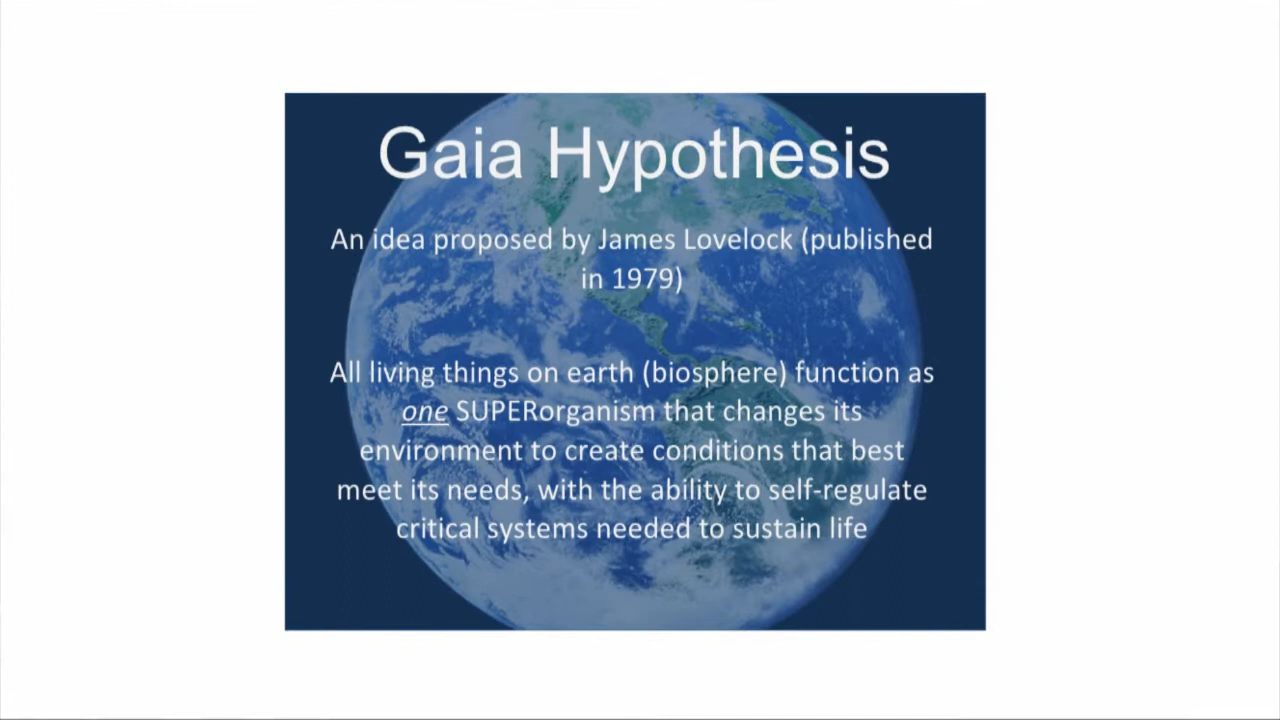 Gaia Hypothesis
An idea proposed by James Lovelock (published
in 1979)
All living things on earth (biosphere) function as
one SUPERorganism that changes its
environment to create conditions that best
meet its needs, with the ability to self-regulate
critical systems needed to sustain life